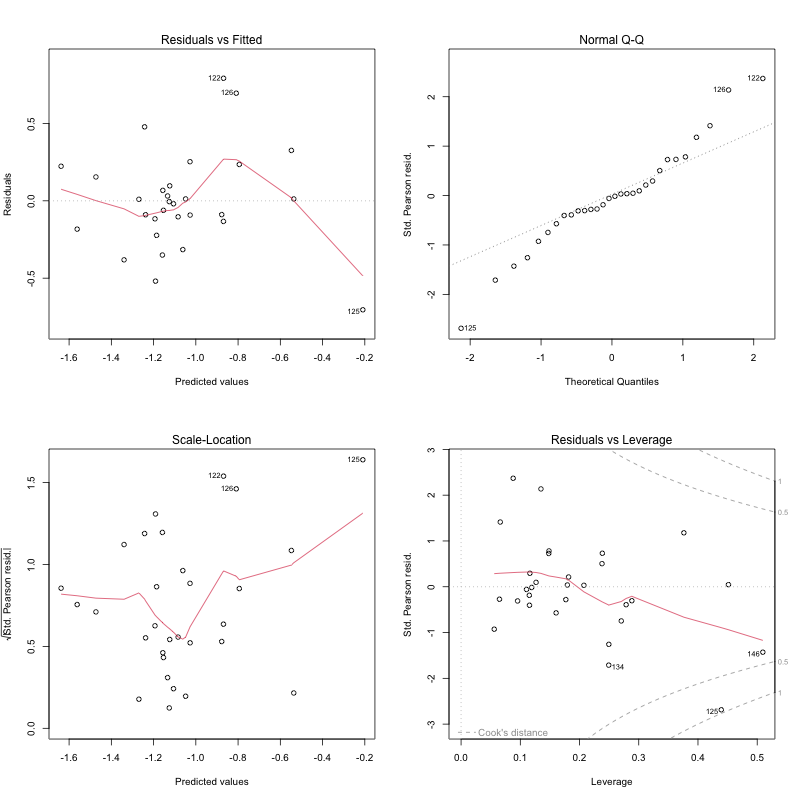 Residuals vs Fitted
Residuals
0.5
0.0
-0.5
122
126
125
-1.6 -1.4 -1.2 -1.0 -0.8 -0.6 -0.4 -0.2
Predicted values
Normal Q-Q
Std. Pearson resid.
2
1
0
-1
-2
122
126
125
-2 -1 0 1 2
Theoretical Quantiles
Scale-Location
√|Std. Pearson resid.|
1.5
1.0
0.5
0.0
125
122
126
-1.6 -1.4 -1.2 -1.0 -0.8 -0.6 -0.4 -0.2
Predicted values
Residuals vs Leverage
Std. Pearson resid.
3
2
1
0
-1
-2
-3
1
0.5
0.5
1
146
134
125
Cook's distance
0.0 0.1 0.2 0.3 0.4 0.5
Leverage